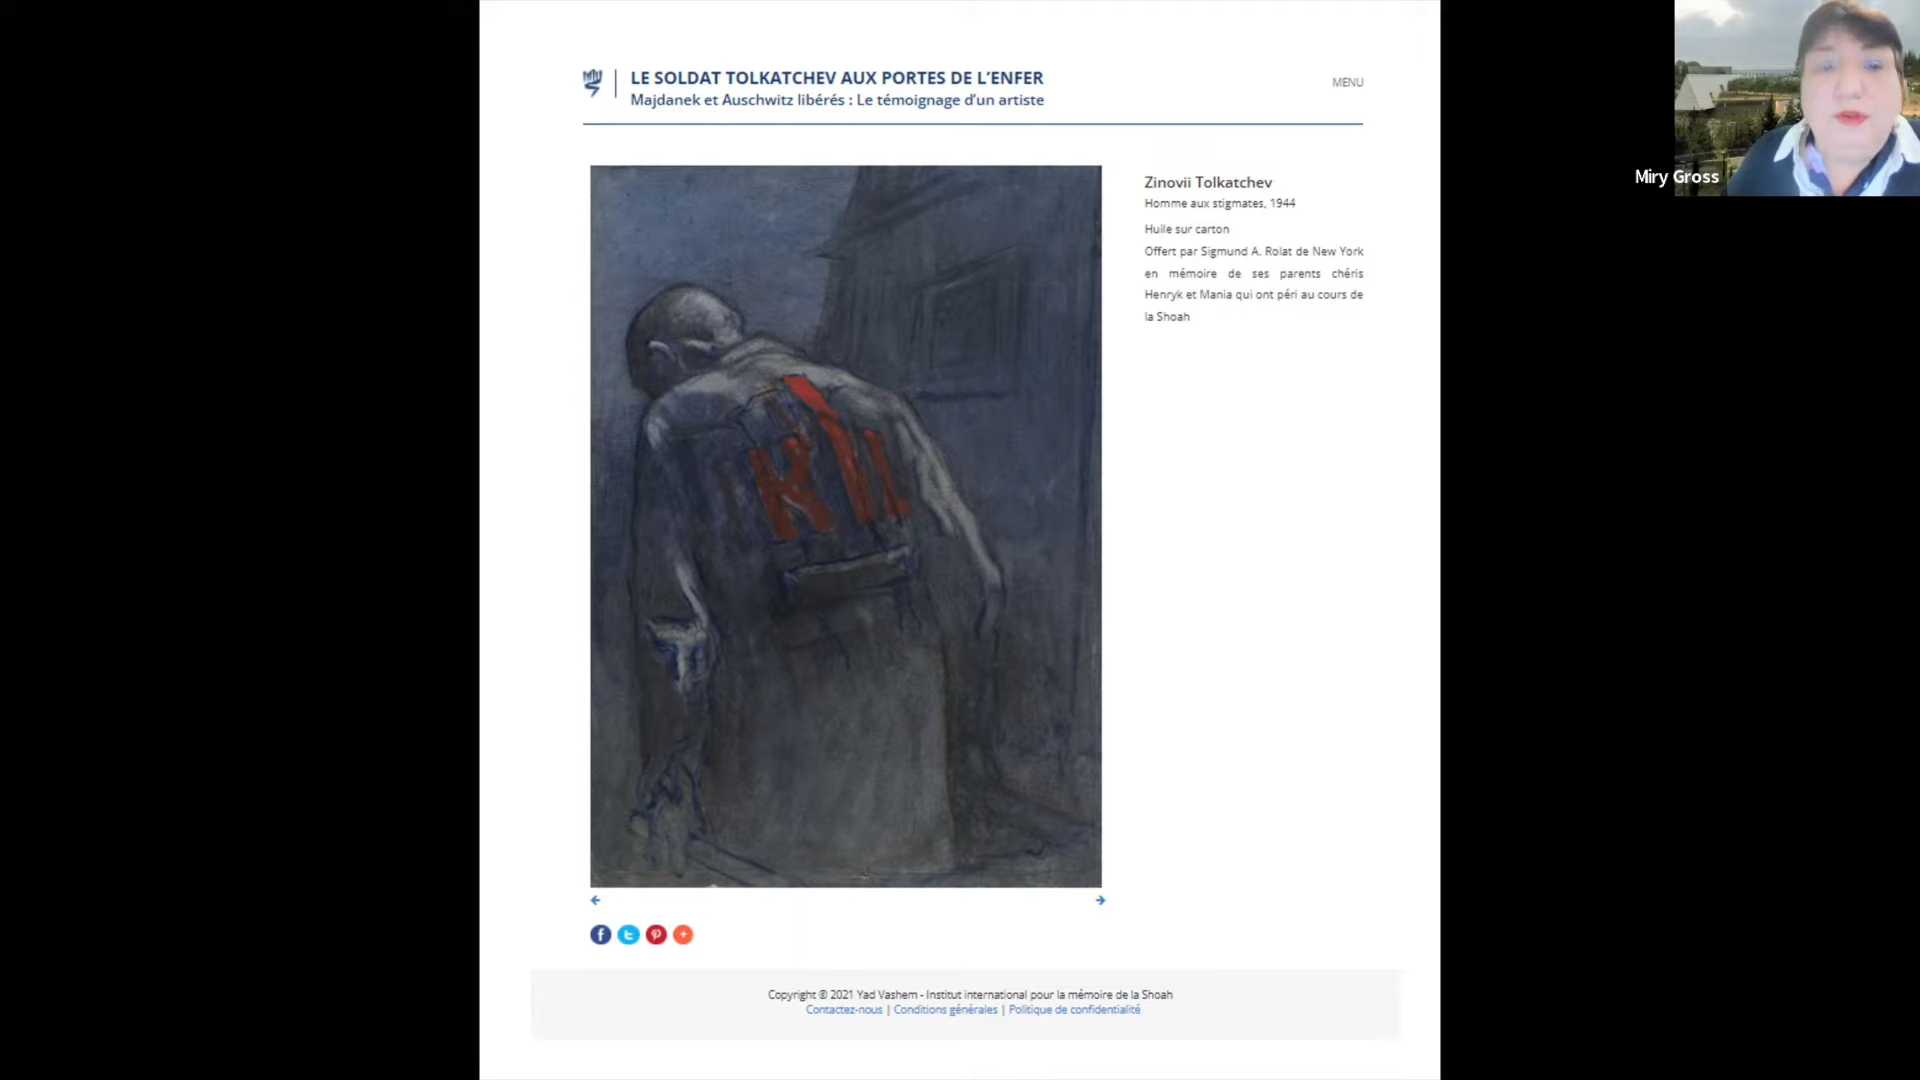 LE SOLDAT TOLKATCHEV AUX PORTES DE L'ENFER
Majdanek et Auschwitz libérés : Le témoignage d'un artiste
MENU
Miry Gross
Zinovii Tolkatchev
Homme aux stigmates, 1944
Huile sur carton
Offert par Sigmund A. Rolat de New York
en mémoire de ses parents chéris
Henryk et Mania qui ont péri au cours de
la Shoah
KL
Copyright © 2021 Yad Vashem - Institut international pour la mémoire de la Shoah
Contactez-nous | Conditions générales | Politique de confidentialité